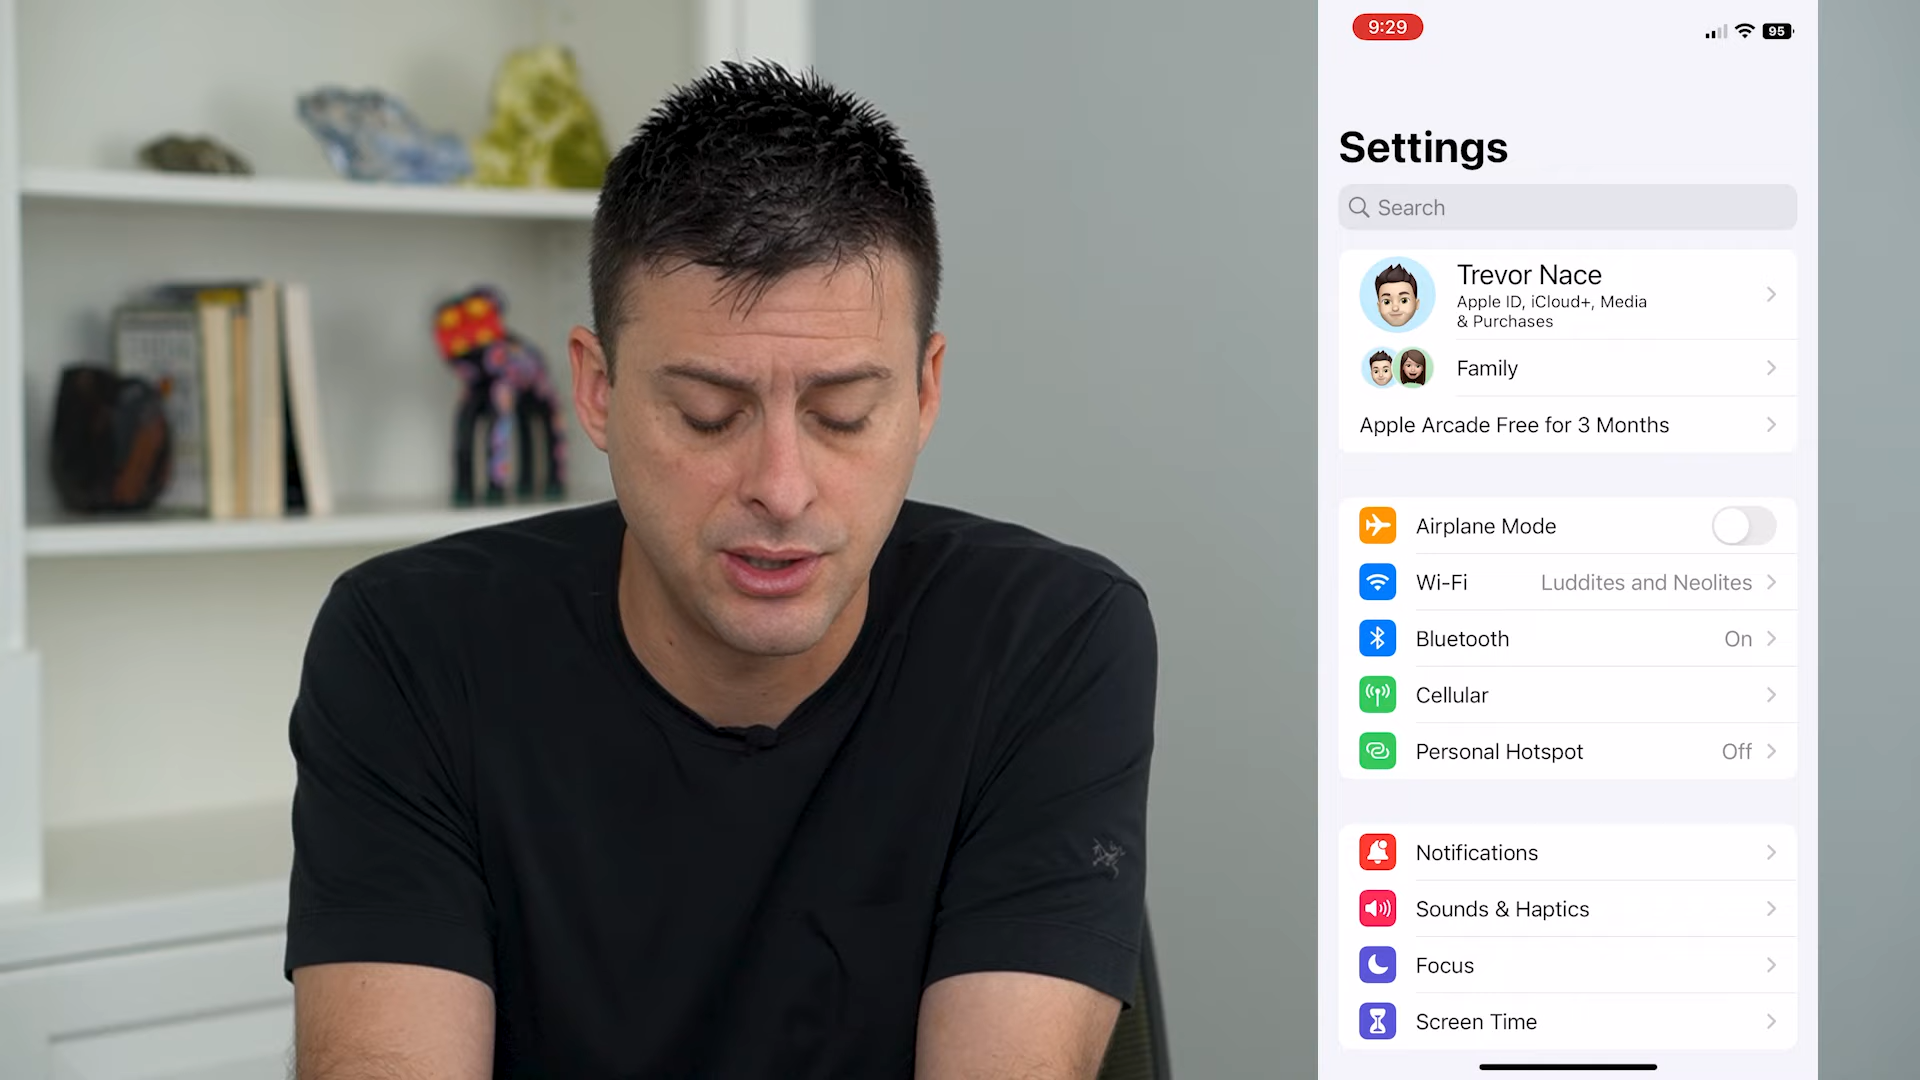 9:29
95
Settings
Search
Trevor Nace
Apple ID, iCloud+, Media
& Purchases
Family
Apple Arcade Free for 3 Months
Airplane Mode
Wi-Fi Luddites and Neolites
Bluetooth On
Cellular
Personal Hotspot Off
Notifications
Sounds & Haptics
Focus
Screen Time